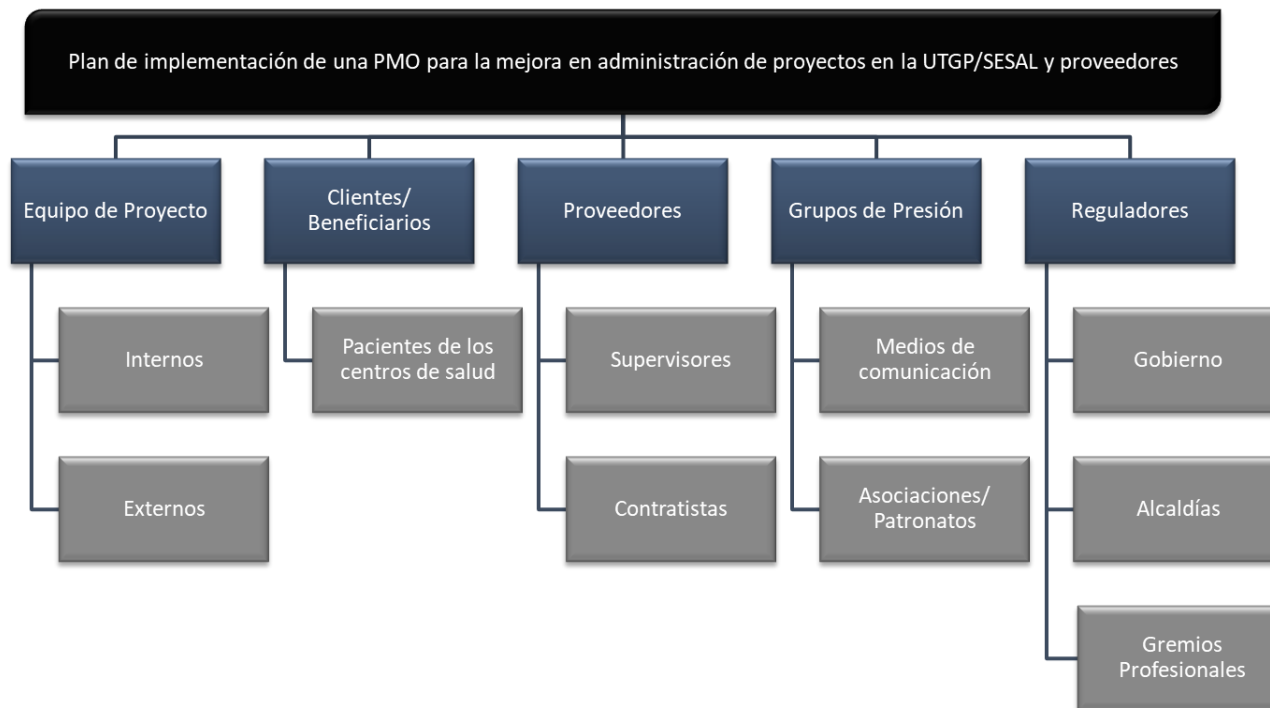 Plan de implementación de una PMO para la mejora en administración de proyectos en la UTGP/SESAL y proveedores
Equipo de Proyecto
Clientes/
Beneficiarios
Proveedores
Grupos de Presión
Reguladores
Internos
Pacientes de los
centros de salud
Supervisores
Medios de
comunicación
Gobierno
Externos
Contratistas
Asociaciones/
Patronatos
Alcaldías
Gremios
Profesionales